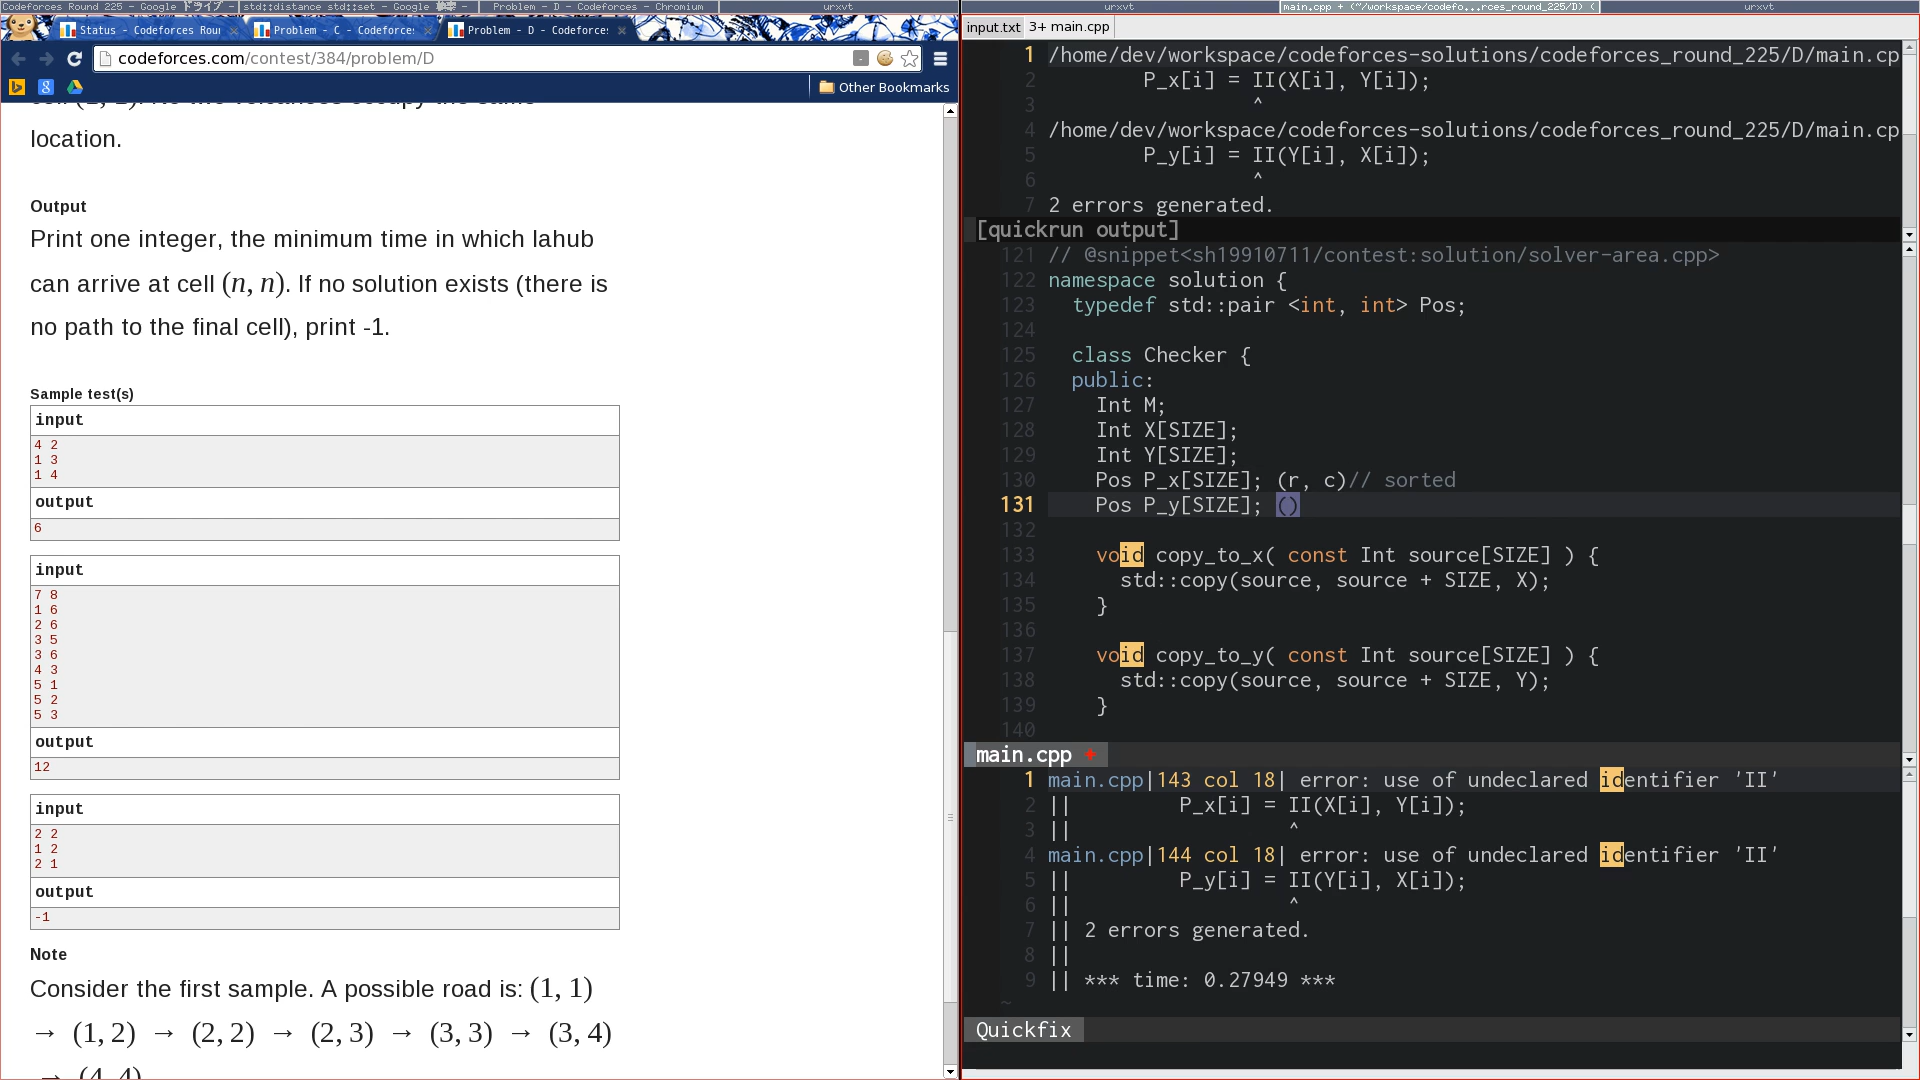 Codeforces Round 225 - Google ドライブ -
std::distance std::set - Google 検索 -
Problem - D - Codeforces - Chromium
urxvt
urxvt
main.cpp + (~/workspace/codefo...rces_round_225/D) (
urxvt
Status - Codeforces Rou
Problem - C - Codeforces
Problem - D - Codeforces
codeforces.com/contest/384/problem/D
Other Bookmarks
location.
Output
Print one integer, the minimum time in which Iahub
can arrive at cell (n, n). If no solution exists (there is
no path to the final cell), print -1.
Sample test(s)
input
4 2
1 3
1 4
output
6
input
7 8
1 6
2 6
3 5
3 6
4 3
5 1
5 2
5 3
output
12
input
2 2
1 2
2 1
output
-1
Note
Consider the first sample. A possible road is: (1, 1)
→ (1, 2) → (2, 2) → (2, 3) → (3, 3) → (3, 4)
→ (4, 4)
input.txt 3+ main.cpp
1 /home/dev/workspace/codeforces-solutions/codeforces_round_225/D/main.cp
2 P_x[i] = II(X[i], Y[i]);
3 ^
4 /home/dev/workspace/codeforces-solutions/codeforces_round_225/D/main.cp
5 P_y[i] = II(Y[i], X[i]);
6 ^
7 2 errors generated.
[quickrun output]
121 // @snippet<sh19910711/contest:solution/solver-area.cpp>
122 namespace solution {
123 typedef std::pair <int, int> Pos;
124
125 class Checker {
126 public:
127 Int M;
128 Int X[SIZE];
129 Int Y[SIZE];
130 Pos P_x[SIZE]; (r, c)// sorted
131 Pos P_y[SIZE]; ()
132
133 void copy_to_x( const Int source[SIZE] ) {
134 std::copy(source, source + SIZE, X);
135 }
136
137 void copy_to_y( const Int source[SIZE] ) {
138 std::copy(source, source + SIZE, Y);
139 }
140
main.cpp +
1 main.cpp|143 col 18| error: use of undeclared identifier 'II'
2 || P_x[i] = II(X[i], Y[i]);
3 || ^
4 main.cpp|144 col 18| error: use of undeclared identifier 'II'
5 || P_y[i] = II(Y[i], X[i]);
6 || ^
7 || 2 errors generated.
8 ||
9 || *** time: 0.27949 ***
~
Quickfix